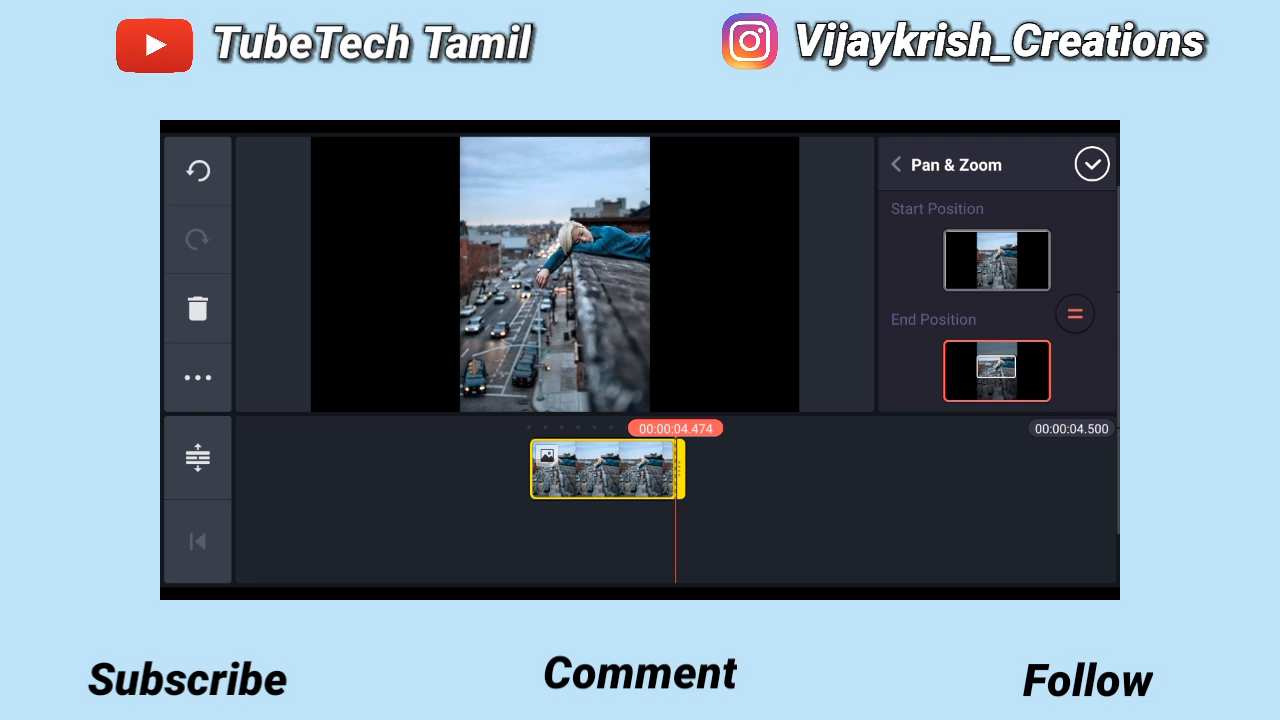 TubeTech Tamil
Vijaykrish_Creations
Pan & Zoom
Start Position
End Position
00:00:04.474
00:00:04.500
Subscribe
Comment
Follow